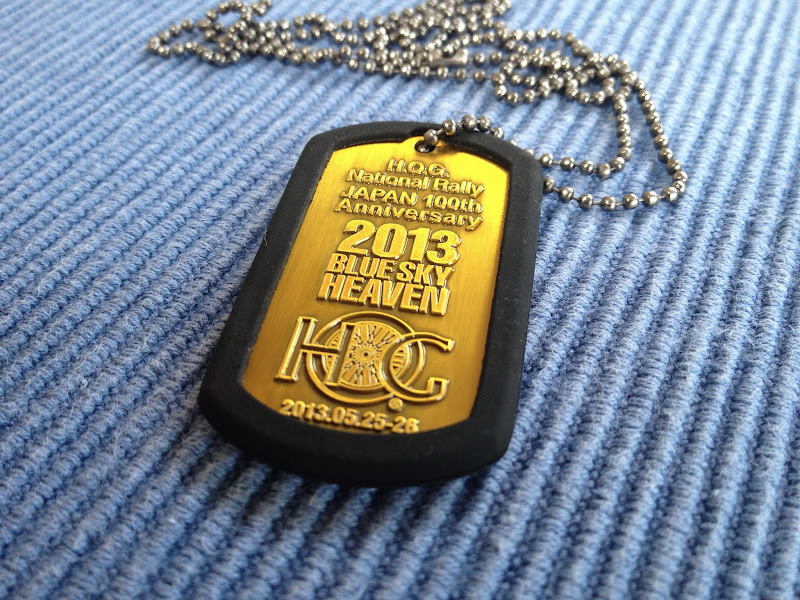 H.O.G.
National Rally
JAPAN 100th
Anniversary
2013
BLUE SKY
HEAVEN
HOG®
2013.05.25-26